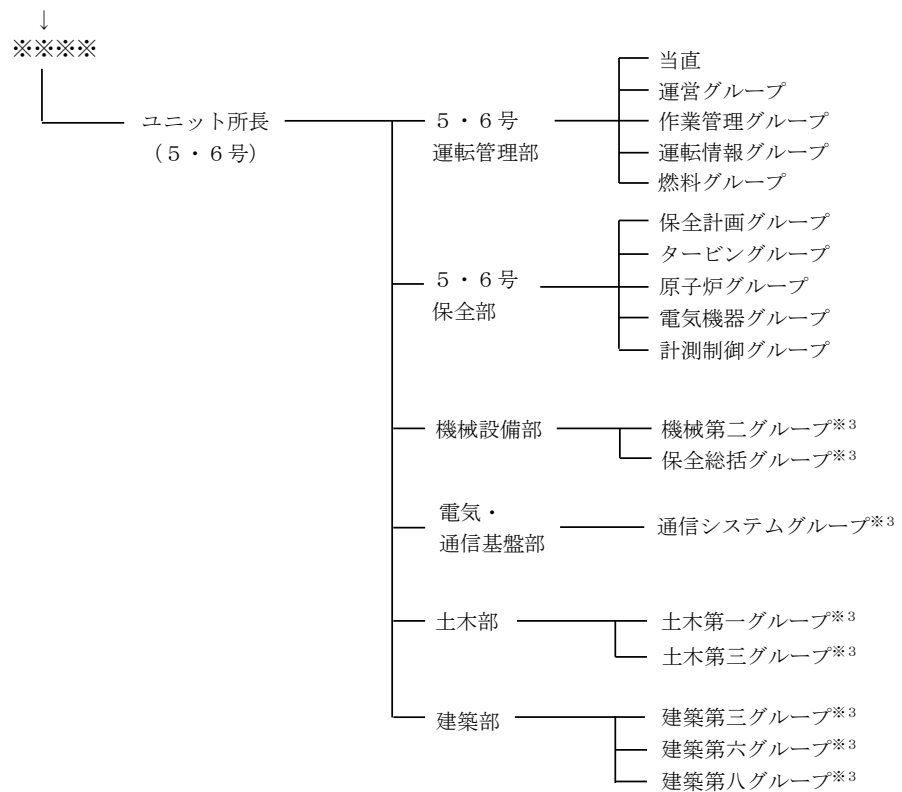 ↓
※※※※
ユニット所長
（５・６号）
５・６号
運転管理部
当直
運営グループ
作業管理グループ
運転情報グループ
燃料グループ
５・６号
保全部
保全計画グループ
タービングループ
原子炉グループ
電気機器グループ
計測制御グループ
機械設備部
機械第二グループ※３
保全総括グループ※３
電気・
通信基盤部
通信システムグループ※３
土木部
土木第一グループ※３
土木第三グループ※３
建築部
建築第三グループ※３
建築第六グループ※３
建築第八グループ※３